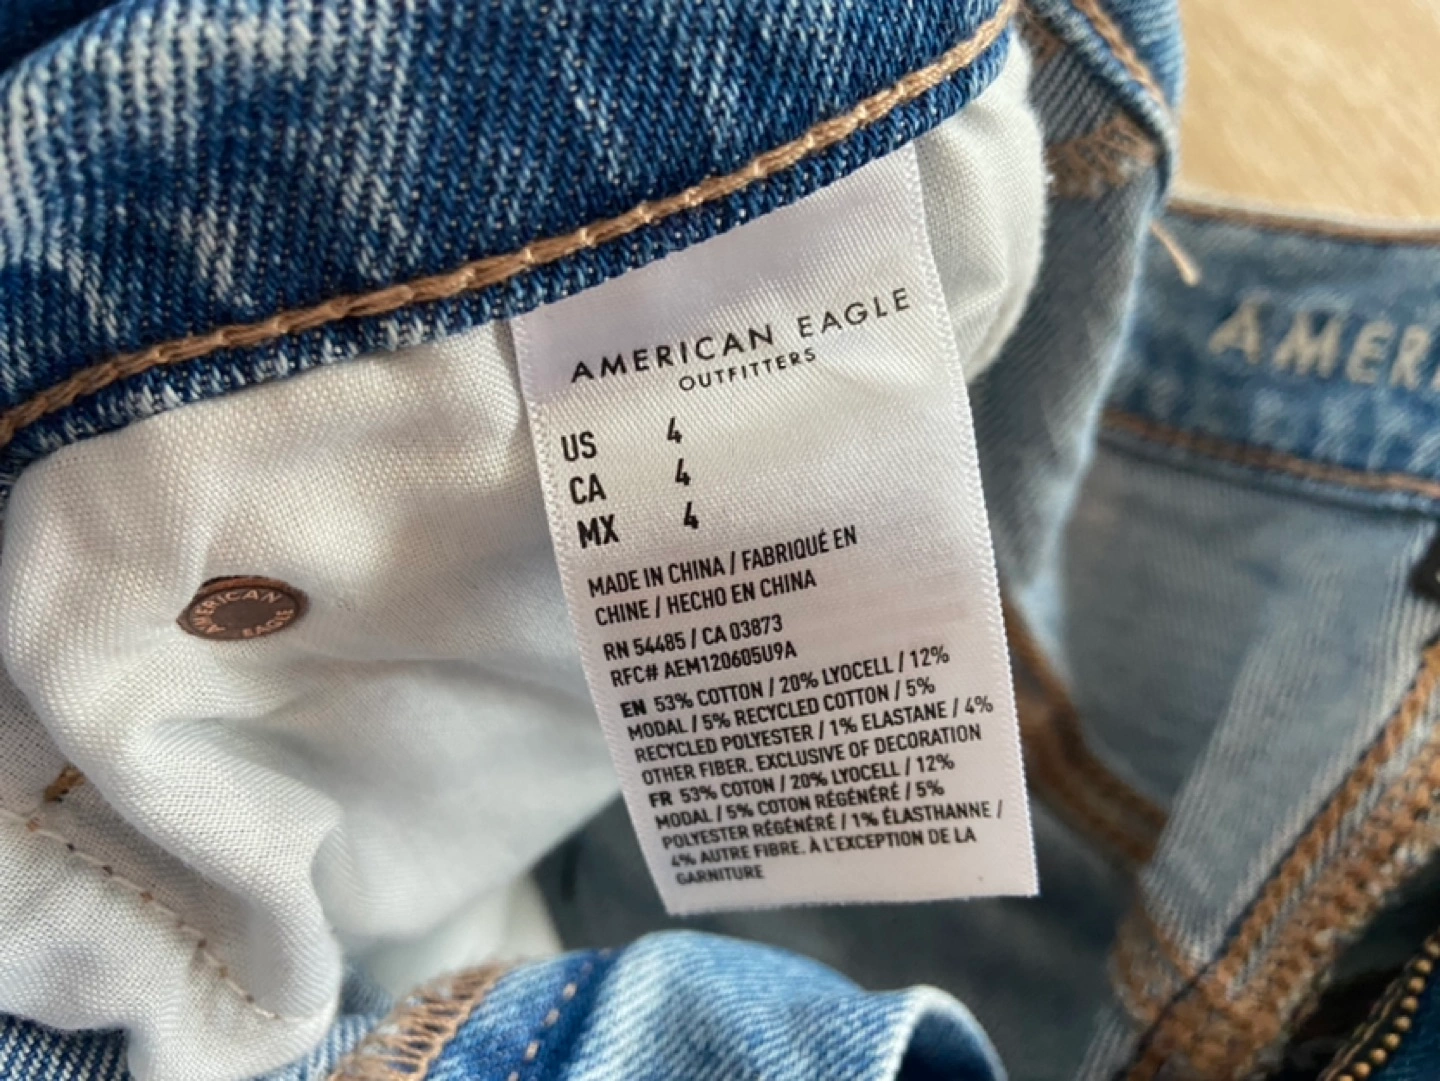 AMERICAN EAGLE
OUTFITTERS
US 4
CA 4
MX 4
MADE IN CHINA / FABRIQUÉ EN
CHINE / HECHO EN CHINA
RN 54485 / CA 03873
RFC# AEM120605U9A
EN 53% COTTON / 20% LYOCELL / 12%
MODAL / 5% RECYCLED COTTON / 5%
RECYCLED POLYESTER / 1% ELASTANE / 4%
OTHER FIBER. EXCLUSIVE OF DECORATION
FR 53% COTON / 20% LYOCELL / 12%
MODAL / 5% COTON RÉGÉNÉRÉ / 5%
POLYESTER RÉGÉNÉRÉ / 1% ÉLASTHANNE /
4% AUTRE FIBRE. À L'EXCEPTION DE LA
GARNITURE
AMERICAN
EAGLE
AMER